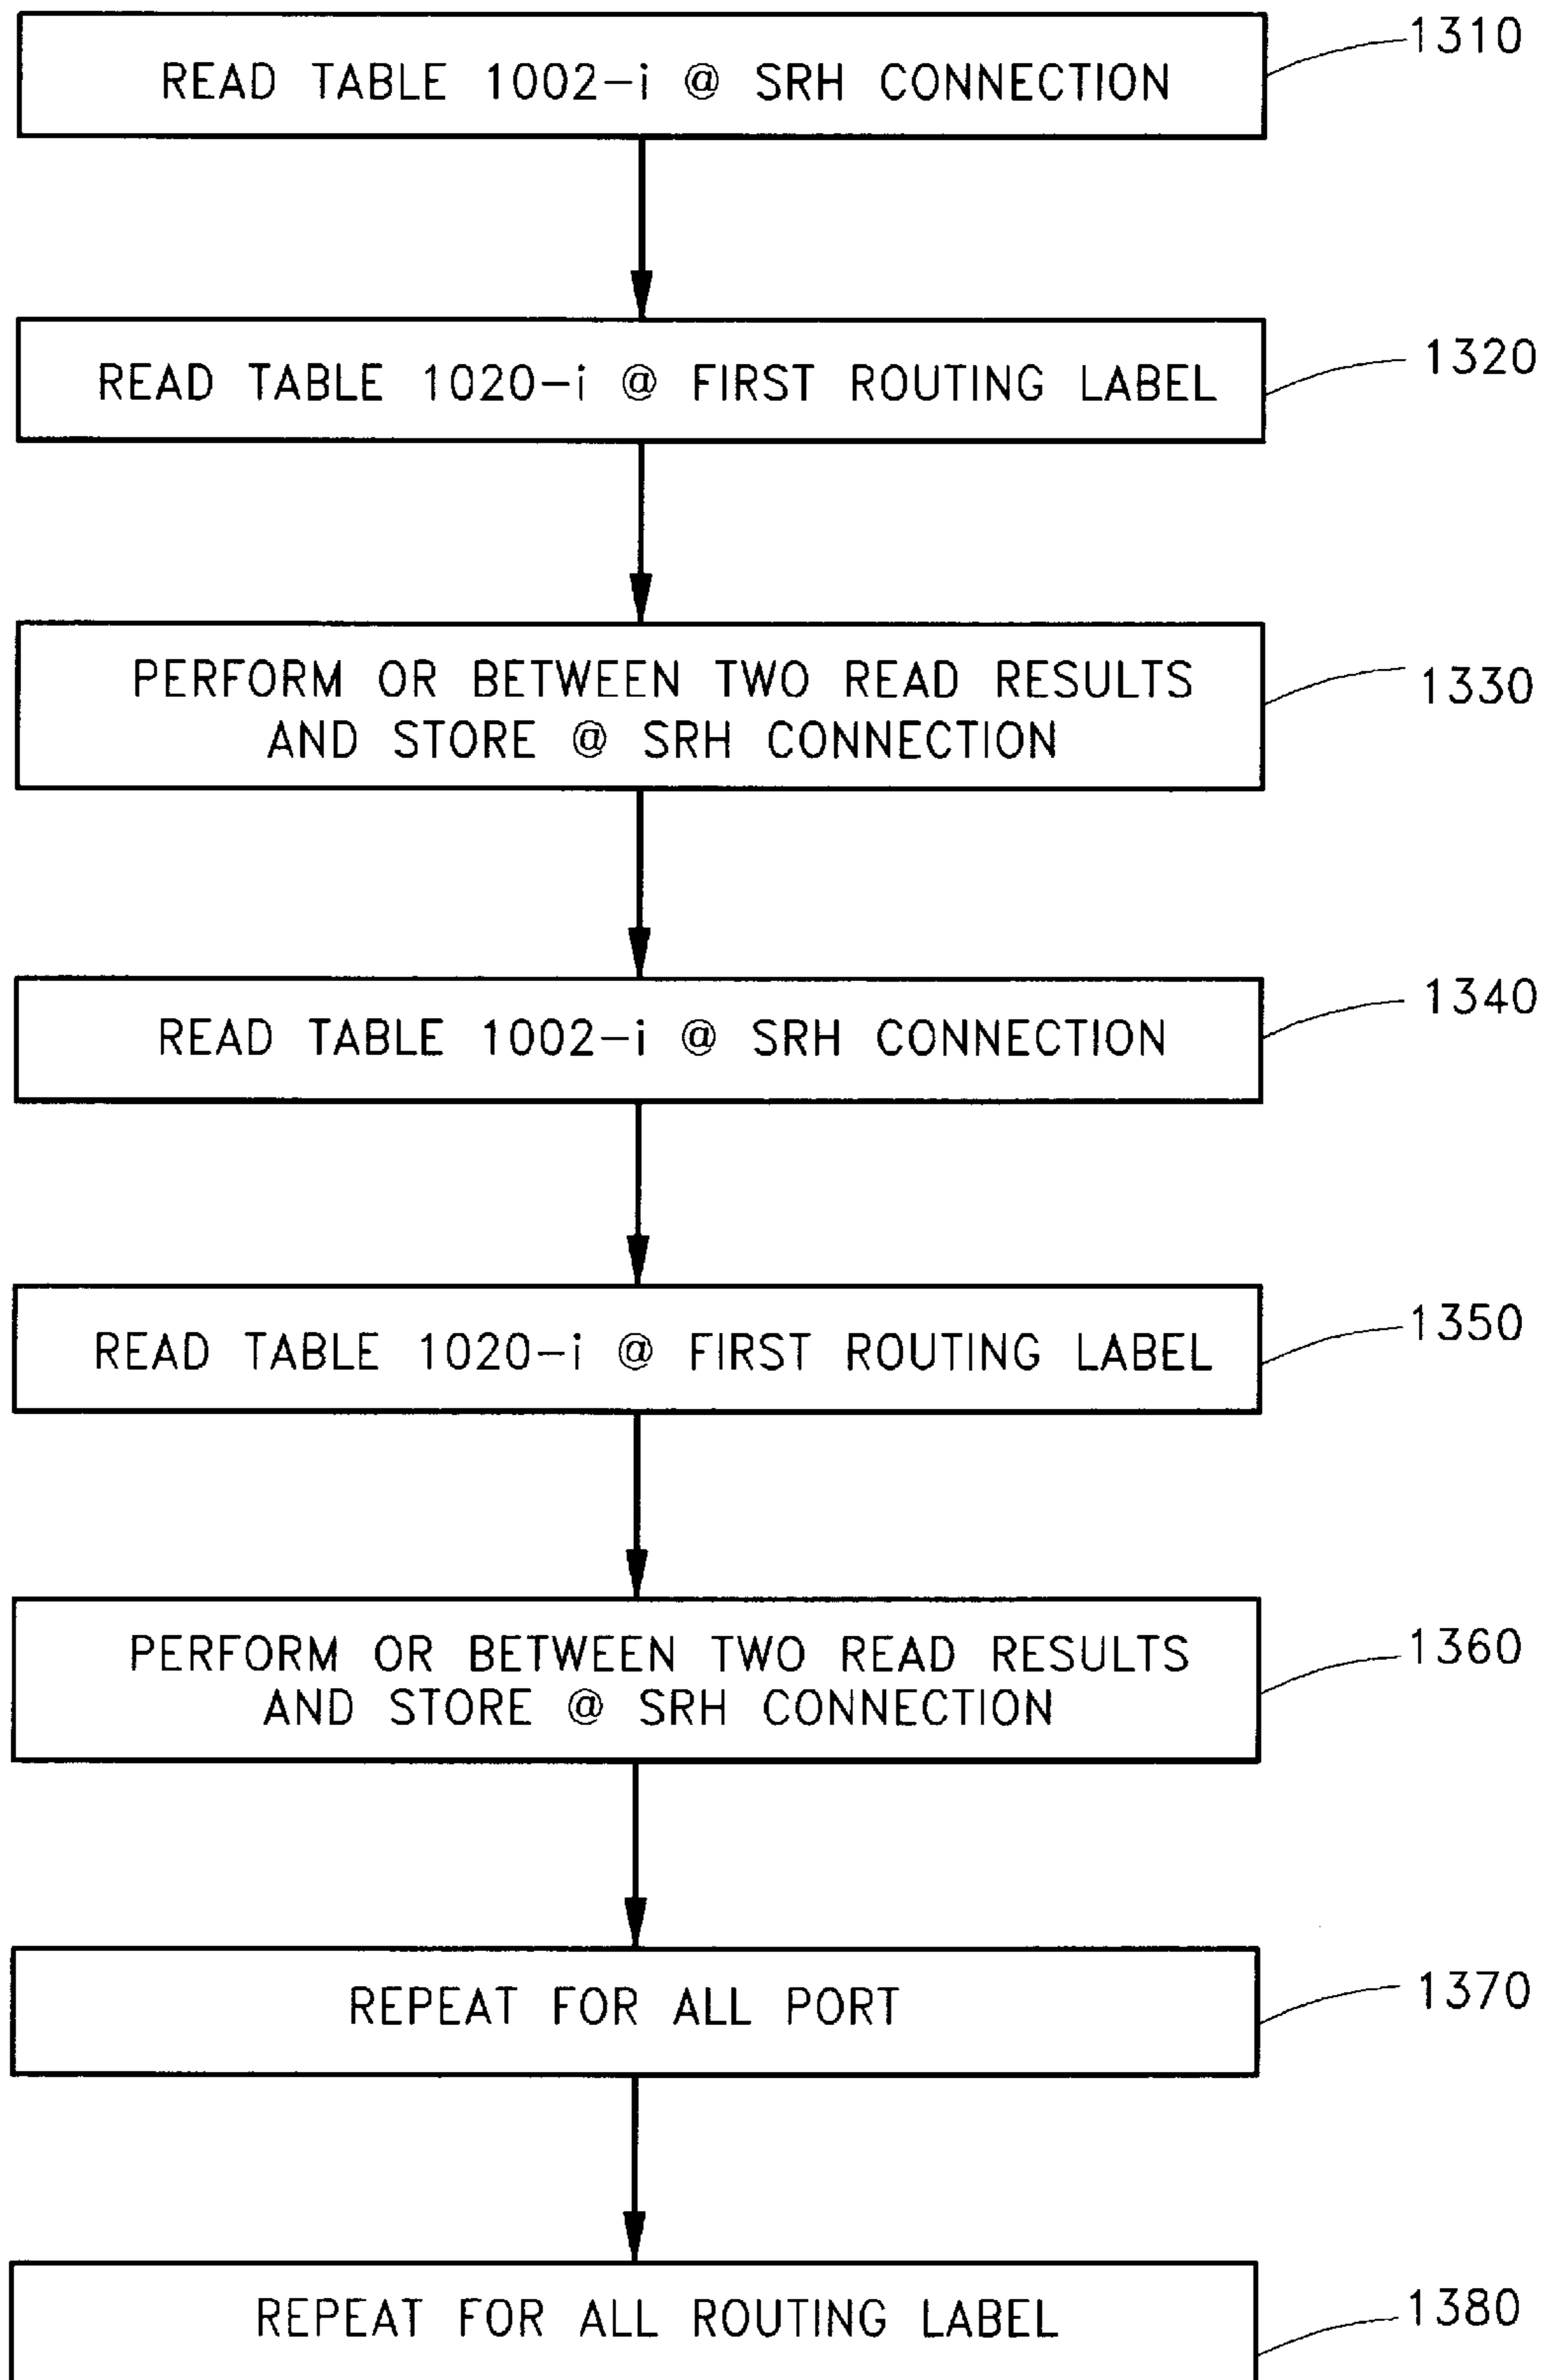 READ TABLE 1002-i @ SRH CONNECTION
1310
READ TABLE 1020-i @ FIRST ROUTING LABEL
1320
PERFORM OR BETWEEN TWO READ RESULTS
AND STORE @ SRH CONNECTION
1330
READ TABLE 1002-i @ SRH CONNECTION
1340
READ TABLE 1020-i @ FIRST ROUTING LABEL
1350
PERFORM OR BETWEEN TWO READ RESULTS
AND STORE @ SRH CONNECTION
1360
REPEAT FOR ALL PORT
1370
REPEAT FOR ALL ROUTING LABEL
1380